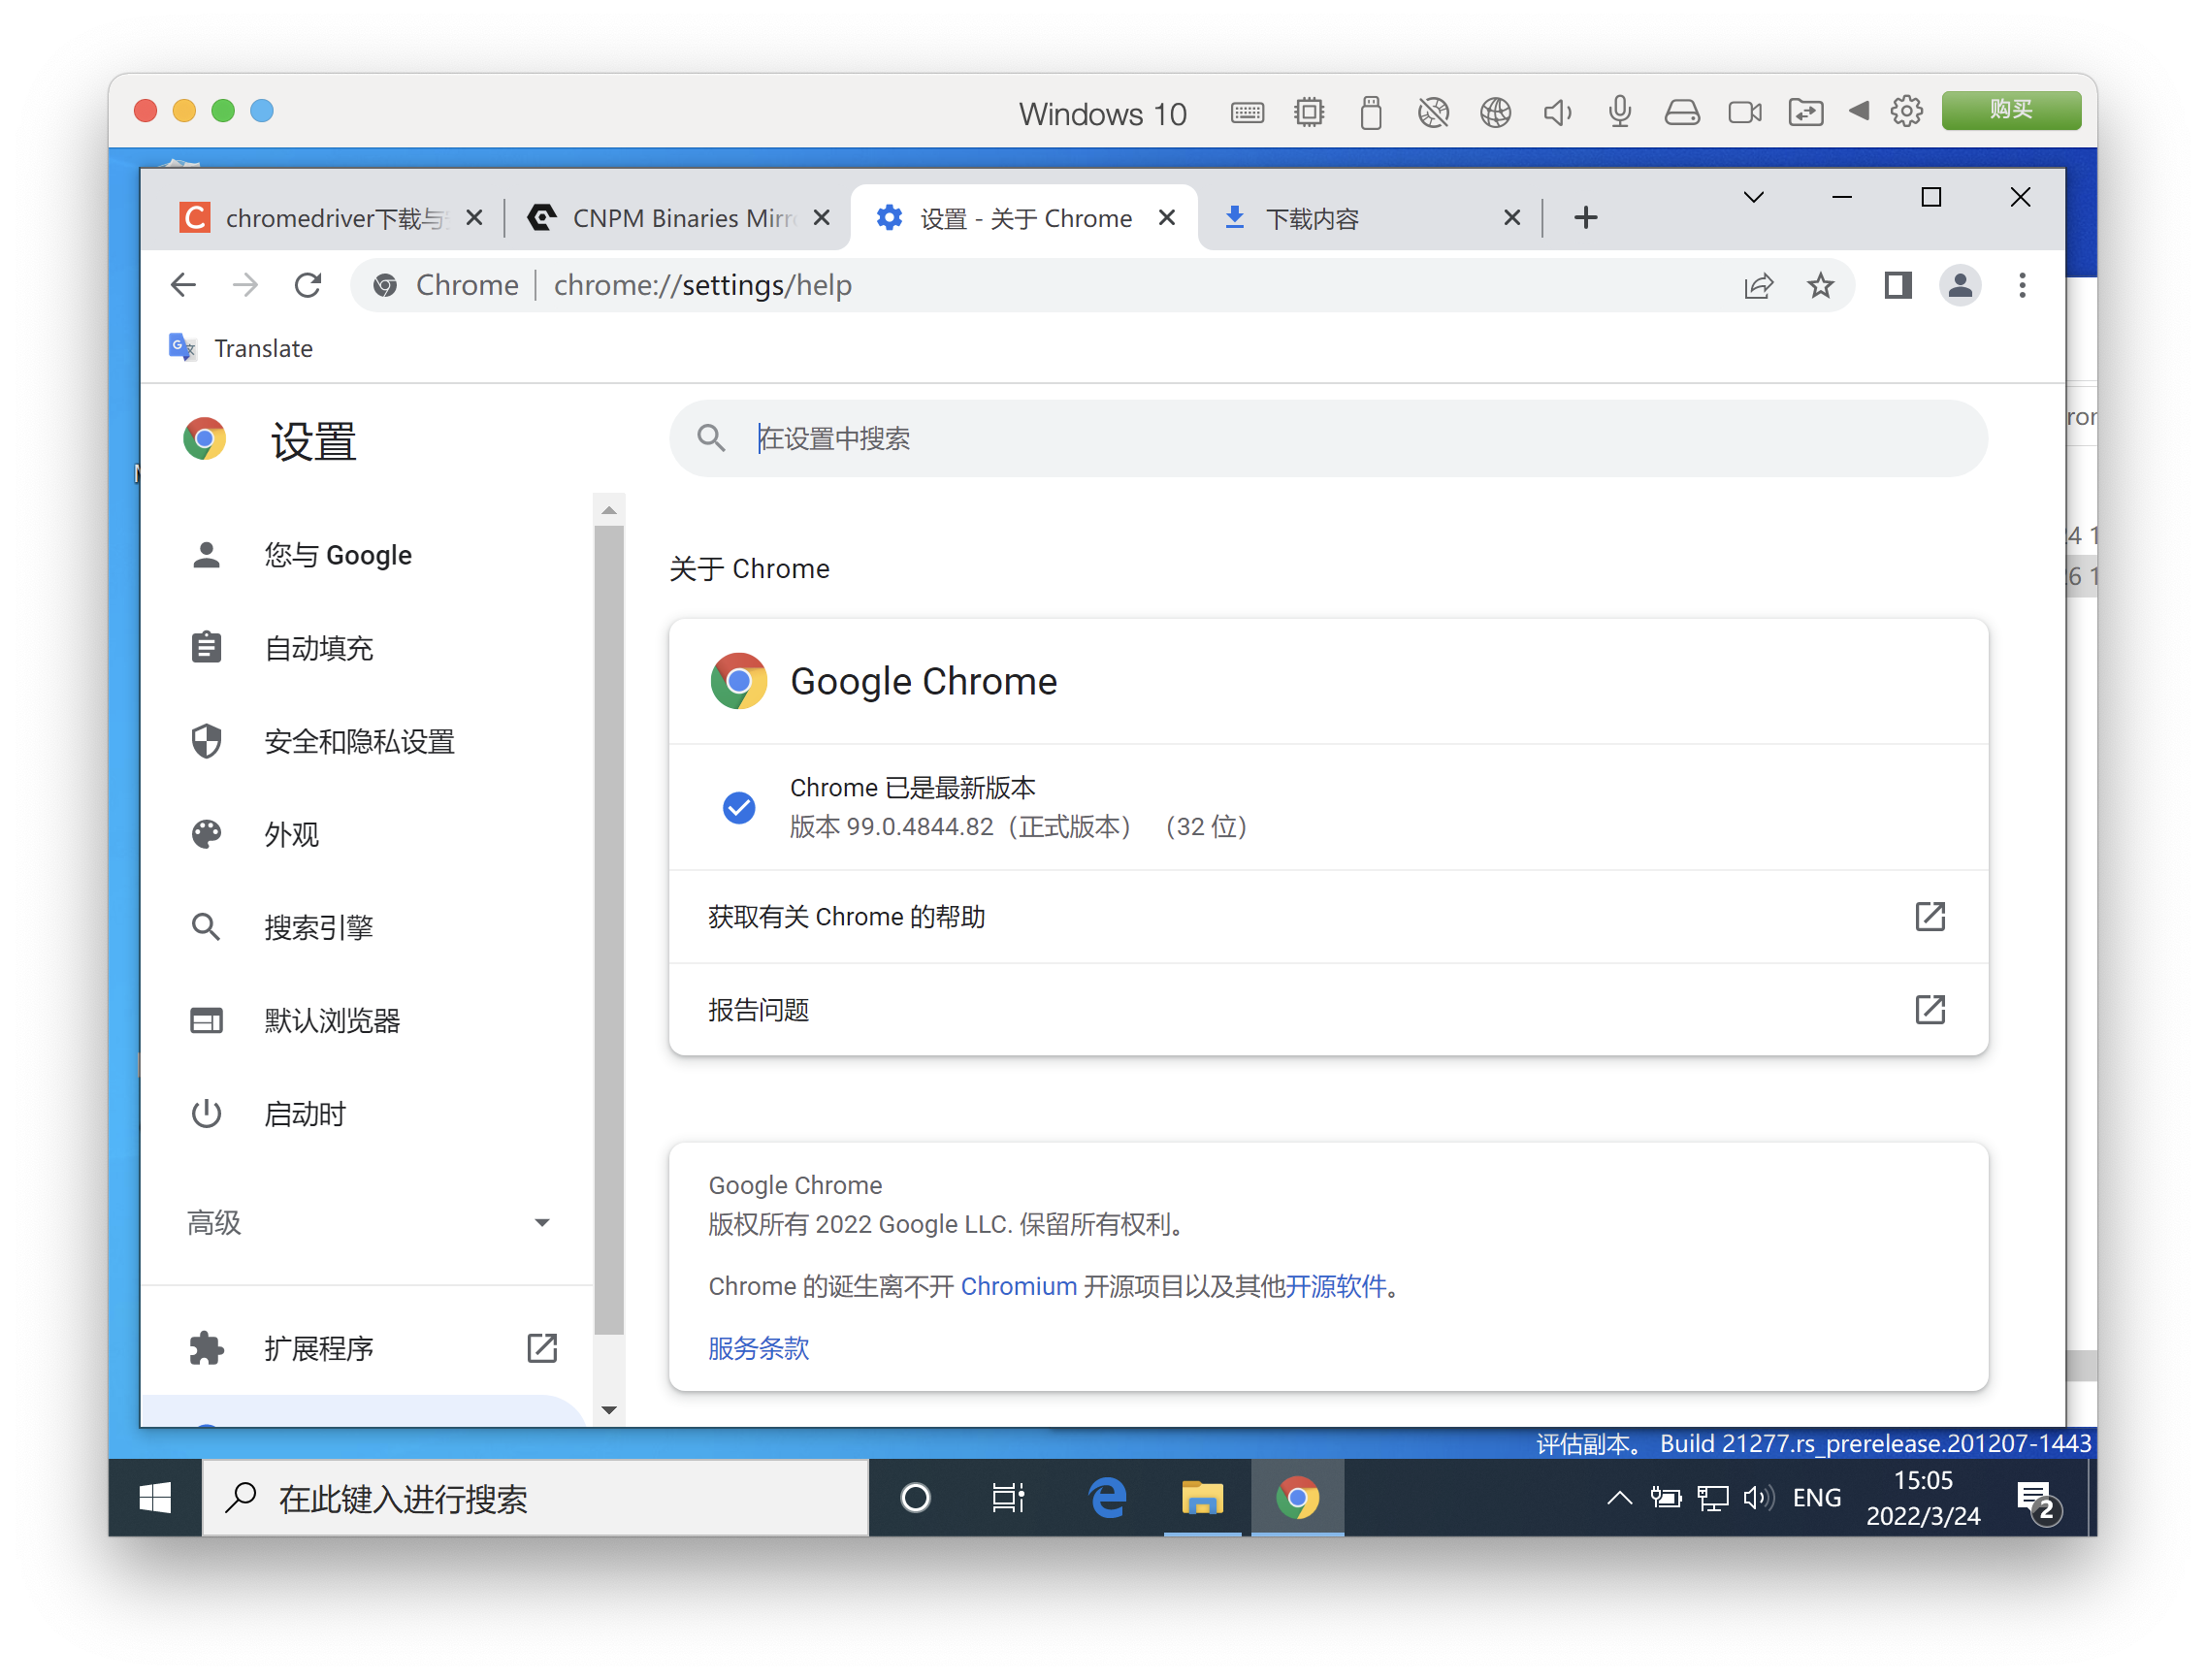 Windows 10
购买
chromedriver下载与
CNPM Binaries Mirr
设置 - 关于 Chrome
下载内容
Chrome
chrome://settings/help
Translate
设置
在设置中搜索
您与 Google
自动填充
安全和隐私设置
外观
搜索引擎
默认浏览器
启动时
高级
扩展程序
关于 Chrome
Google Chrome
Chrome 已是最新版本
版本 99.0.4844.82（正式版本） （32 位）
获取有关 Chrome 的帮助
报告问题
Google Chrome
版权所有 2022 Google LLC. 保留所有权利。
Chrome 的诞生离不开 Chromium 开源项目以及其他开源软件。
服务条款
评估副本。 Build 21277.rs_prerelease.201207-1443
在此键入进行搜索
ENG
15:05
2022/3/24
2